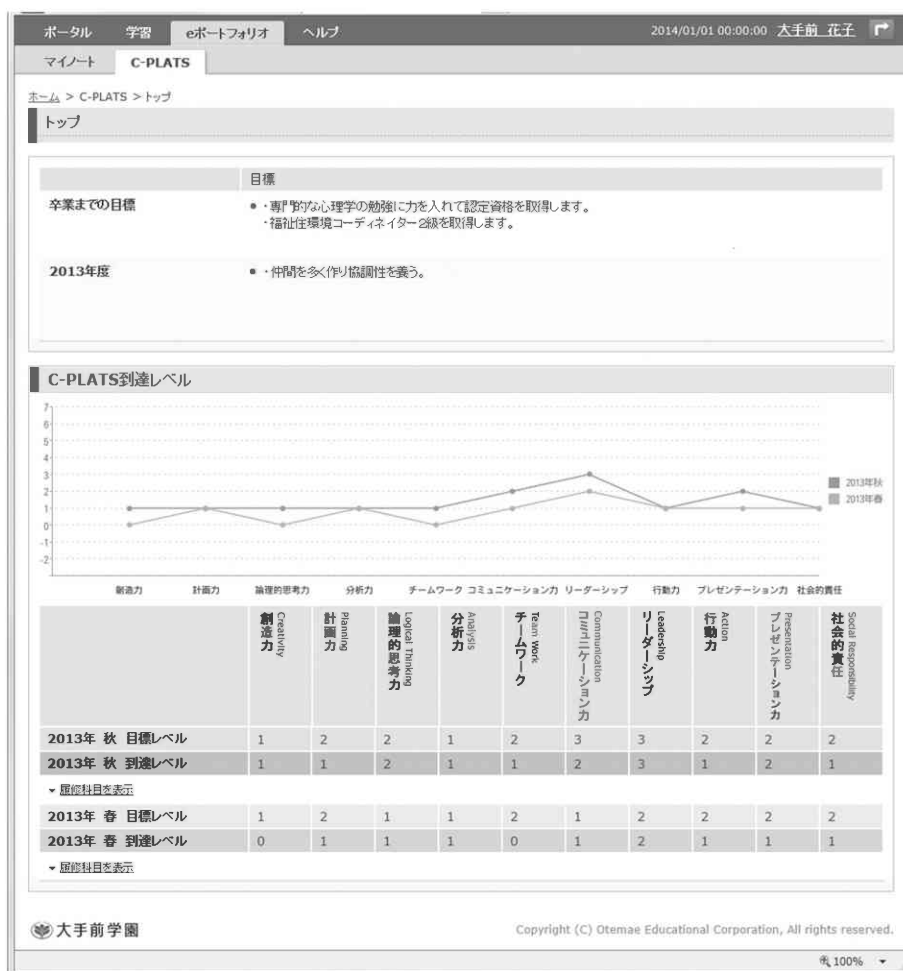 ポータル 学習 eポートフォリオ ヘルプ 2014/01/01 00:00:00 大手前 花子
マイノート C-PLATS
ホーム > C-PLATS > トップ
トップ
目標
卒業までの目標 ● ・専門的な心理学の勉強に力を入れて認定資格を取得します。
・福祉住環境コーディネイター2級を取得します。
2013年度 ● ・仲間を多く作り協調性を養う。
C-PLATS到達レベル
7
6
5
4
3
2
1
0
-1
-2
2013年秋
2013年春
創造力 計画力 論理的思考力 分析力 チームワーク コミュニケーション力 リーダーシップ 行動力 プレゼンテーション力 社会的責任
Creativity 創造力
Planning 計画力
Logical Thinking 論理的思考力
Analysis 分析力
Team Work チームワーク
Communication コミュニケーション力
Leadership リーダーシップ
Action 行動力
Presentation プレゼンテーション力
Social Responsibility 社会的責任
2013年 秋 目標レベル 1 2 2 1 2 3 3 2 2 2
2013年 秋 到達レベル 1 1 2 1 1 2 3 1 2 1
▾ 履修科目を表示
2013年 春 目標レベル 1 2 1 1 2 1 2 2 2 2
2013年 春 到達レベル 0 1 1 1 0 1 2 1 1 1
▾ 履修科目を表示
大手前学園 Copyright (C) Otemae Educational Corporation, All rights reserved.
100%